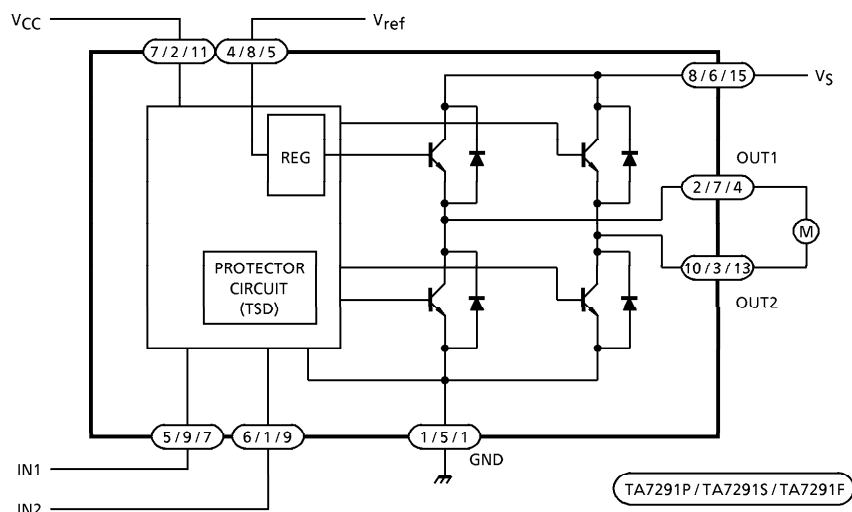 VCC
Vref
7 / 2 / 11
4 / 8 / 5
8 / 6 / 15
VS
REG
OUT1
2 / 7 / 4
M
PROTECTOR
CIRCUIT
(TSD)
10 / 3 / 13
OUT2
5 / 9 / 7
6 / 1 / 9
1 / 5 / 1
GND
IN1
IN2
TA7291P / TA7291S / TA7291F